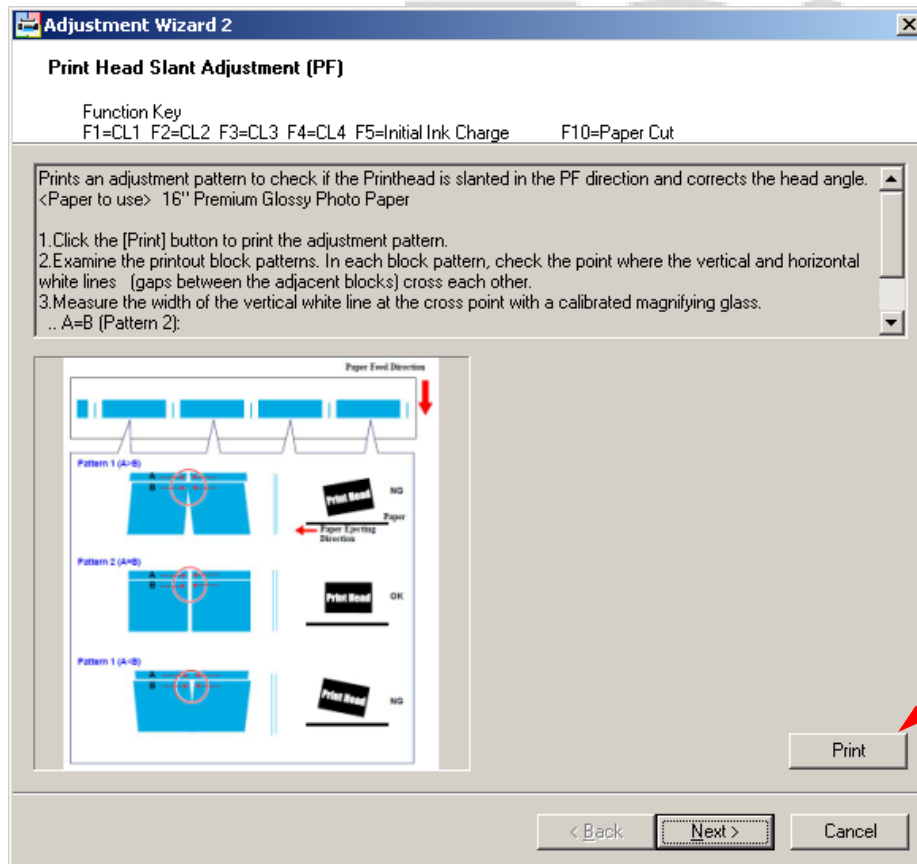 Adjustment Wizard 2
Print Head Slant Adjustment (PF)
Function Key
F1=CL1 F2=CL2 F3=CL3 F4=CL4 F5=Initial Ink Charge F10=Paper Cut
Prints an adjustment pattern to check if the Printhead is slanted in the PF direction and corrects the head angle.
<Paper to use> 16" Premium Glossy Photo Paper
1.Click the [Print] button to print the adjustment pattern.
2.Examine the printout block patterns. In each block pattern, check the point where the vertical and horizontal
white lines (gaps between the adjacent blocks) cross each other.
3.Measure the width of the vertical white line at the cross point with a calibrated magnifying glass.
.. A=B (Pattern 2):
Paper Feed Direction
Pattern 1 (A>B)
A
B
Print Head
NG
Paper
Paper Ejecting
Direction
Pattern 2 (A=B)
A
B
Print Head
OK
Pattern 1 (A<B)
A
B
Print Head
NG
Print
< Back
Next >
Cancel